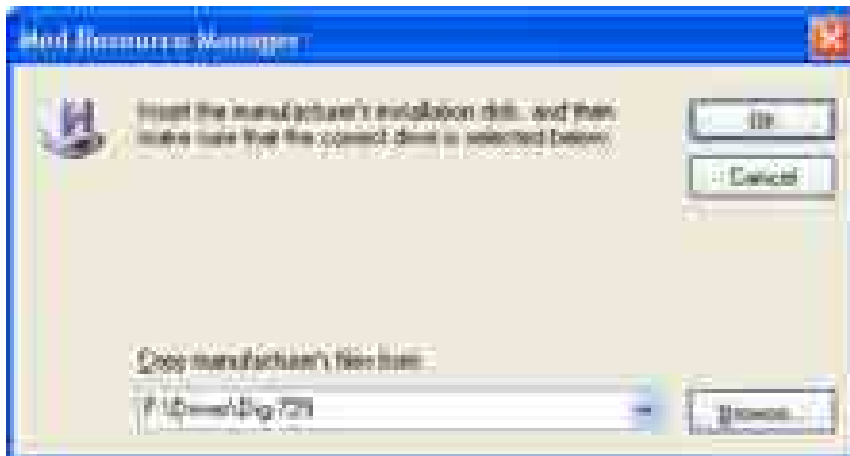 Insert the manufacturer's installation disk, and then
make sure that the correct drive is selected below.
OK
Cancel
Copy manufacturer's files from:
Browse...